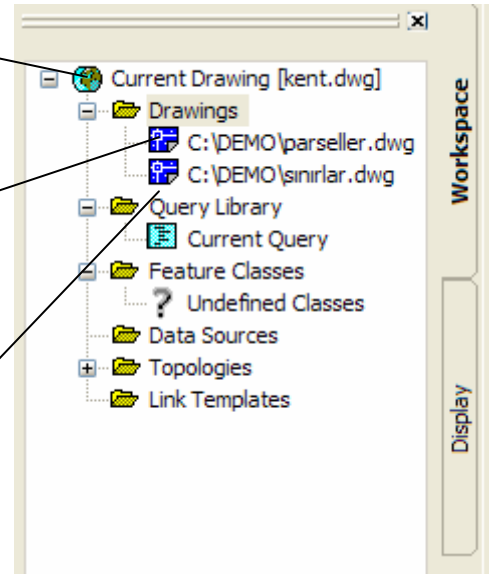 Current Drawing [kent.dwg]
Drawings
C:\DEMO\parseller.dwg
C:\DEMO\sınırlar.dwg
Query Library
Current Query
Feature Classes
? Undefined Classes
Data Sources
Topologies
Link Templates
Workspace
Display